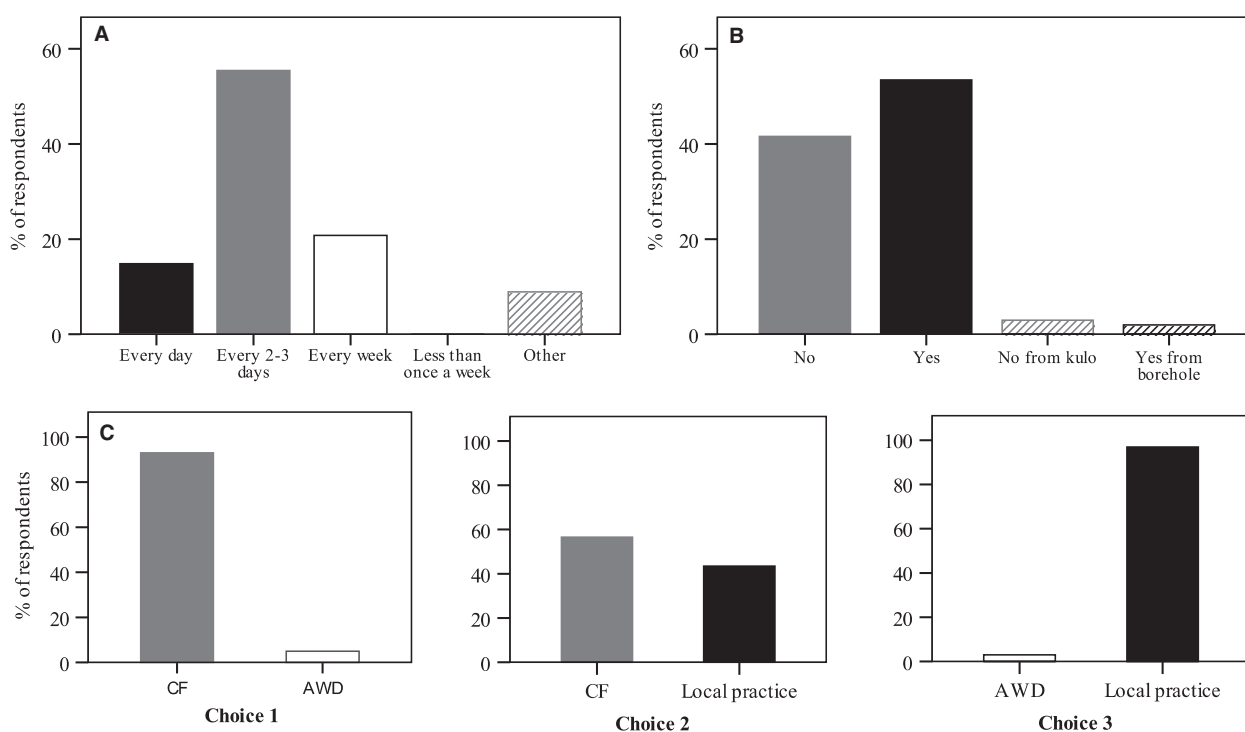 A
% of respondents
60
40
20
0
Every day
Every 2-3
days
Every week
Less than
once a week
Other
B
% of respondents
60
40
20
0
No
Yes
No from kulo
Yes from
borehole
C
% of respondents
100
80
60
40
20
0
CF
AWD
Choice 1
100
80
60
40
20
0
CF
Local practice
Choice 2
100
80
60
40
20
0
AWD
Local practice
Choice 3